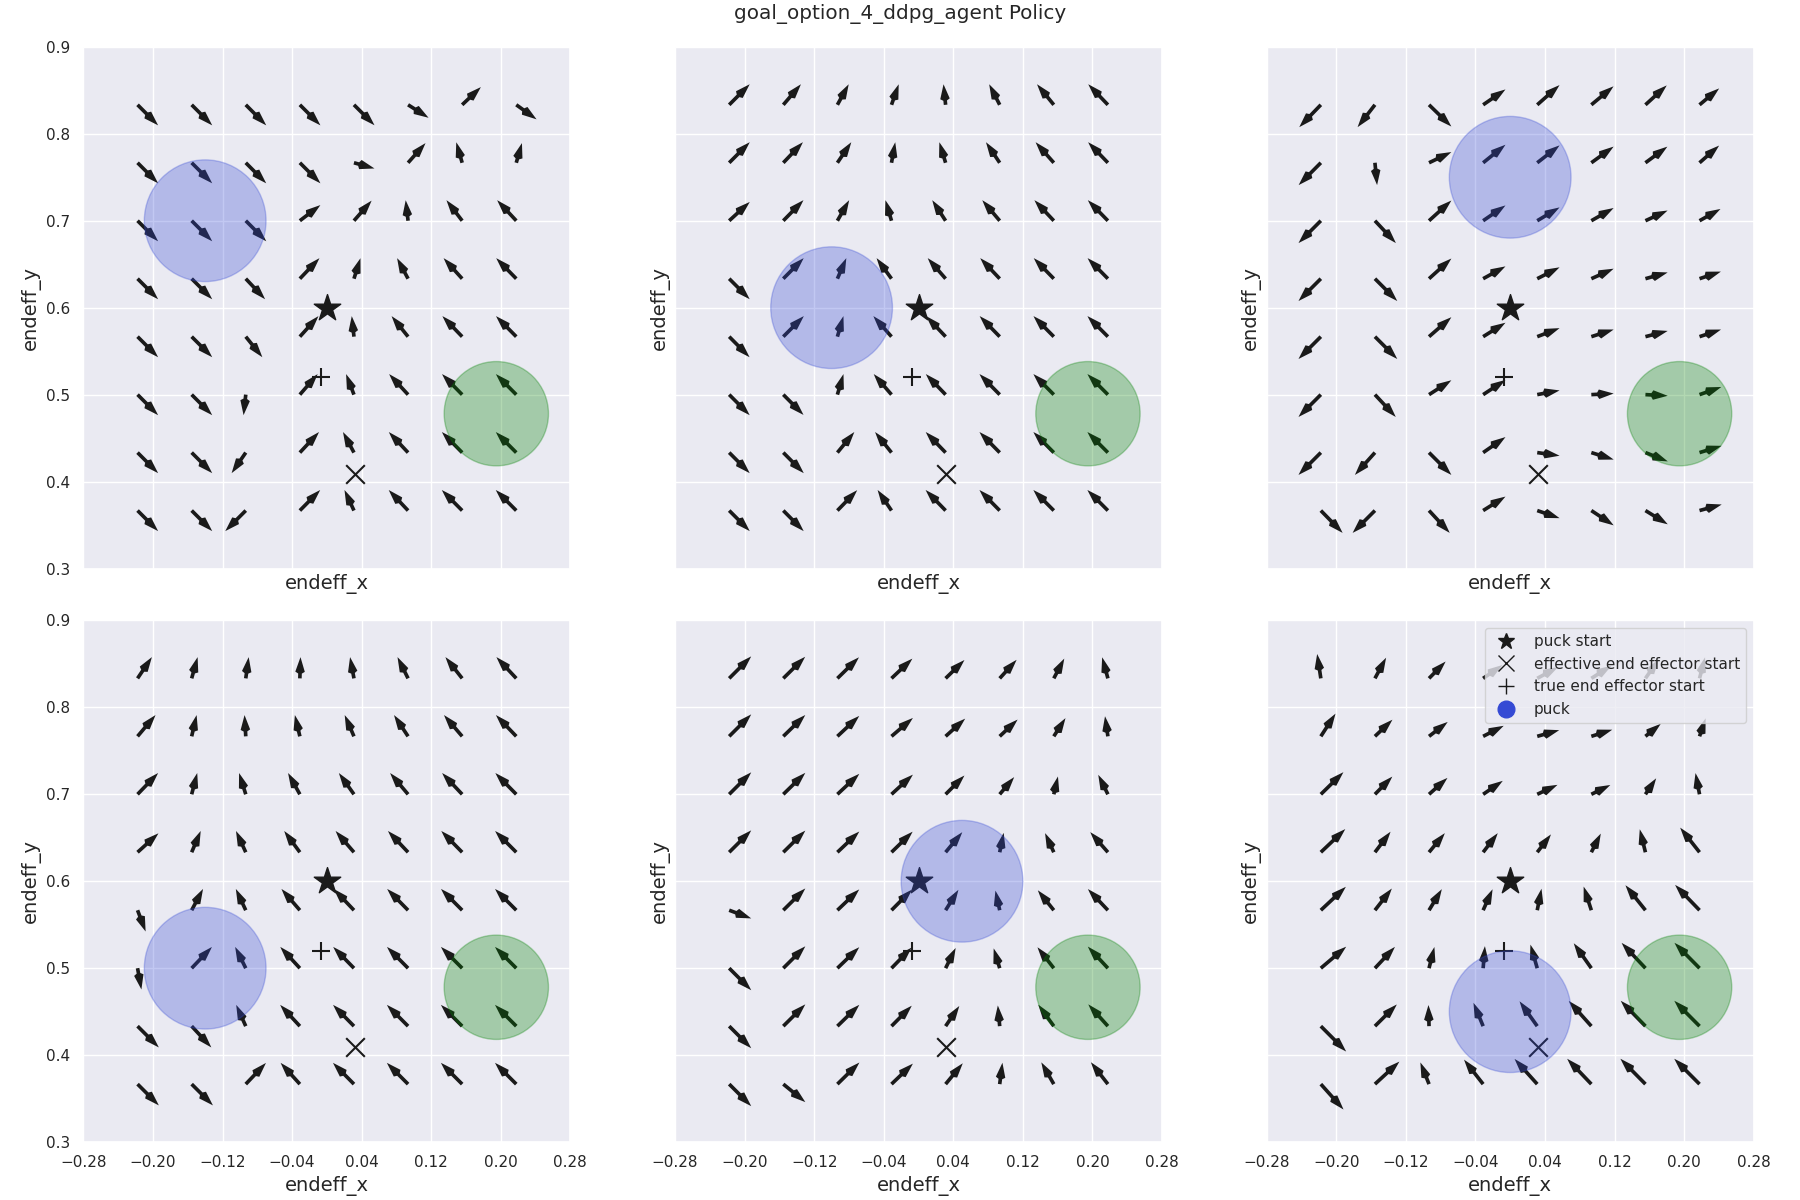 goal_option_4_ddpg_agent Policy
0.9
0.8
0.7
0.6
0.5
0.4
0.3
endeff_y
endeff_x
endeff_y
endeff_x
endeff_y
endeff_x
0.9
0.8
0.7
0.6
0.5
0.4
0.3
endeff_y
−0.28 −0.20 −0.12 −0.04 0.04 0.12 0.20 0.28
endeff_x
endeff_y
−0.28 −0.20 −0.12 −0.04 0.04 0.12 0.20 0.28
endeff_x
puck start
effective end effector start
true end effector start
puck
endeff_y
−0.28 −0.20 −0.12 −0.04 0.04 0.12 0.20 0.28
endeff_x